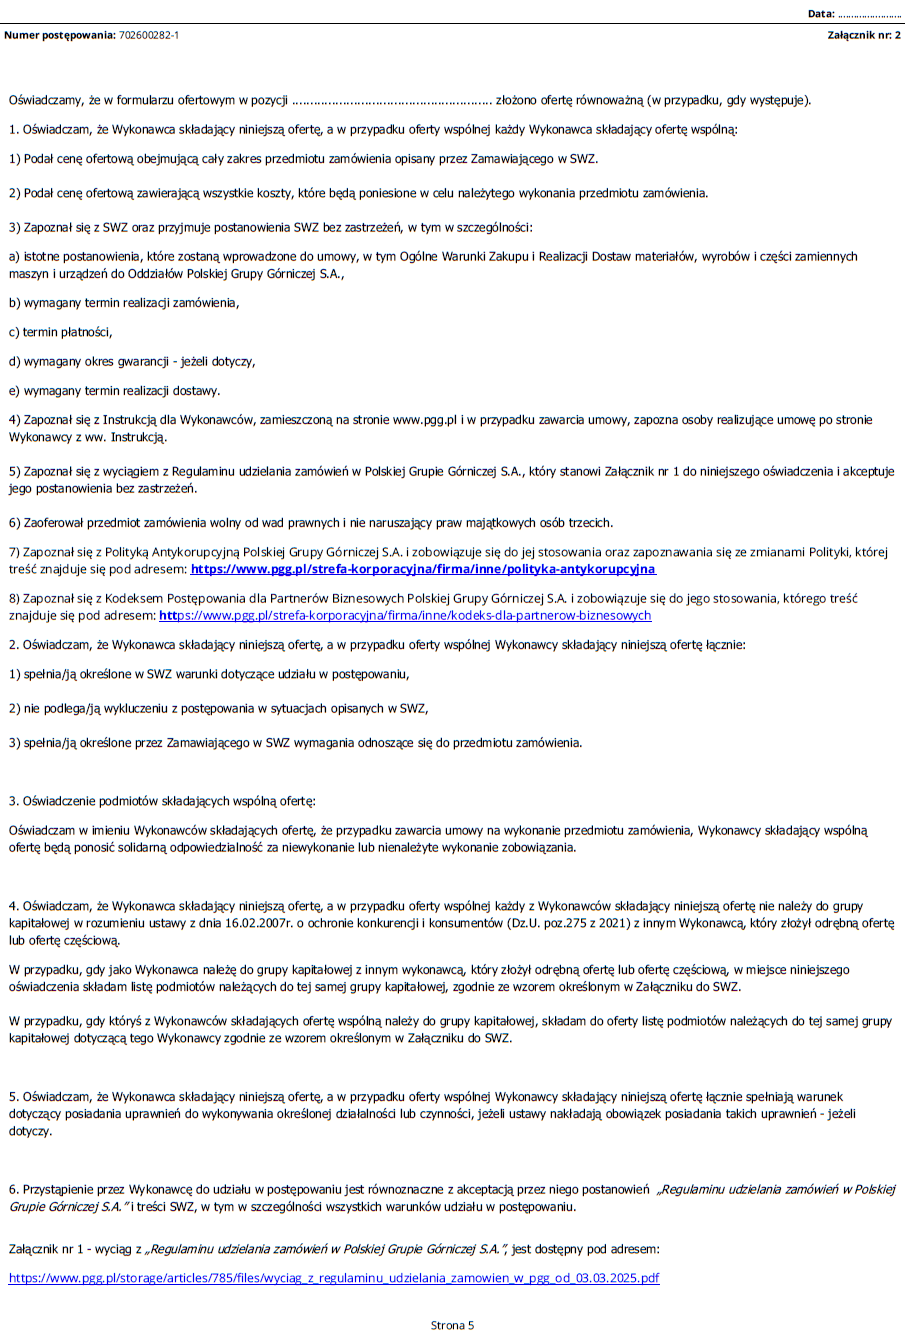 Data: ........................
Numer postępowania: 702600282-1
Załącznik nr: 2
Oświadczamy, że w formularzu ofertowym w pozycji ....................................................... złożono ofertę równoważną (w przypadku, gdy występuje).
1. Oświadczam, że Wykonawca składający niniejszą ofertę, a w przypadku oferty wspólnej każdy Wykonawca składający ofertę wspólną:
1) Podał cenę ofertową obejmującą cały zakres przedmiotu zamówienia opisany przez Zamawiającego w SWZ.
2) Podał cenę ofertową zawierającą wszystkie koszty, które będą poniesione w celu należytego wykonania przedmiotu zamówienia.
3) Zapoznał się z SWZ oraz przyjmuje postanowienia SWZ bez zastrzeżeń, w tym w szczególności:
a) istotne postanowienia, które zostaną wprowadzone do umowy, w tym Ogólne Warunki Zakupu i Realizacji Dostaw materiałów, wyrobów i części zamiennych
maszyn i urządzeń do Oddziałów Polskiej Grupy Górniczej S.A.,
b) wymagany termin realizacji zamówienia,
c) termin płatności,
d) wymagany okres gwarancji - jeżeli dotyczy,
e) wymagany termin realizacji dostawy.
4) Zapoznał się z Instrukcją dla Wykonawców, zamieszczoną na stronie www.pgg.pl i w przypadku zawarcia umowy, zapozna osoby realizujące umowę po stronie
Wykonawcy z ww. Instrukcją.
5) Zapoznał się z wyciągiem z Regulaminu udzielania zamówień w Polskiej Grupie Górniczej S.A., który stanowi Załącznik nr 1 do niniejszego oświadczenia i akceptuje
jego postanowienia bez zastrzeżeń.
6) Zaoferował przedmiot zamówienia wolny od wad prawnych i nie naruszający praw majątkowych osób trzecich.
7) Zapoznał się z Polityką Antykorupcyjną Polskiej Grupy Górniczej S.A. i zobowiązuje się do jej stosowania oraz zapoznawania się ze zmianami Polityki, której
treść znajduje się pod adresem: https://www.pgg.pl/strefa-korporacyjna/firma/inne/polityka-antykorupcyjna
8) Zapoznał się z Kodeksem Postępowania dla Partnerów Biznesowych Polskiej Grupy Górniczej S.A. i zobowiązuje się do jego stosowania, którego treść
znajduje się pod adresem: https://www.pgg.pl/strefa-korporacyjna/firma/inne/kodeks-dla-partnerow-biznesowych
2. Oświadczam, że Wykonawca składający niniejszą ofertę, a w przypadku oferty wspólnej Wykonawcy składający niniejszą ofertę łącznie:
1) spełnia/ją określone w SWZ warunki dotyczące udziału w postępowaniu,
2) nie podlega/ją wykluczeniu z postępowania w sytuacjach opisanych w SWZ,
3) spełnia/ją określone przez Zamawiającego w SWZ wymagania odnoszące się do przedmiotu zamówienia.
3. Oświadczenie podmiotów składających wspólną ofertę:
Oświadczam w imieniu Wykonawców składających ofertę, że przypadku zawarcia umowy na wykonanie przedmiotu zamówienia, Wykonawcy składający wspólną
ofertę będą ponosić solidarną odpowiedzialność za niewykonanie lub nienależyte wykonanie zobowiązania.
4. Oświadczam, że Wykonawca składający niniejszą ofertę, a w przypadku oferty wspólnej każdy z Wykonawców składający niniejszą ofertę nie należy do grupy
kapitałowej w rozumieniu ustawy z dnia 16.02.2007r. o ochronie konkurencji i konsumentów (Dz.U. poz.275 z 2021) z innym Wykonawcą, który złożył odrębną ofertę
lub ofertę częściową.
W przypadku, gdy jako Wykonawca należę do grupy kapitałowej z innym wykonawcą, który złożył odrębną ofertę lub ofertę częściową, w miejsce niniejszego
oświadczenia składam listę podmiotów należących do tej samej grupy kapitałowej, zgodnie ze wzorem określonym w Załączniku do SWZ.
W przypadku, gdy któryś z Wykonawców składających ofertę wspólną należy do grupy kapitałowej, składam do oferty listę podmiotów należących do tej samej grupy
kapitałowej dotyczącą tego Wykonawcy zgodnie ze wzorem określonym w Załączniku do SWZ.
5. Oświadczam, że Wykonawca składający niniejszą ofertę, a w przypadku oferty wspólnej Wykonawcy składający niniejszą ofertę łącznie spełniają warunek
dotyczący posiadania uprawnień do wykonywania określonej działalności lub czynności, jeżeli ustawy nakładają obowiązek posiadania takich uprawnień - jeżeli
dotyczy.
6. Przystąpienie przez Wykonawcę do udziału w postępowaniu jest równoznaczne z akceptacją przez niego postanowień „Regulaminu udzielania zamówień w Polskiej
Grupie Górniczej S.A.” i treści SWZ, w tym w szczególności wszystkich warunków udziału w postępowaniu.
Załącznik nr 1 - wyciąg z „Regulaminu udzielania zamówień w Polskiej Grupie Górniczej S.A.”, jest dostępny pod adresem:
https://www.pgg.pl/storage/articles/785/files/wyciag_z_regulaminu_udzielania_zamowien_w_pgg_od_03.03.2025.pdf
Strona 5